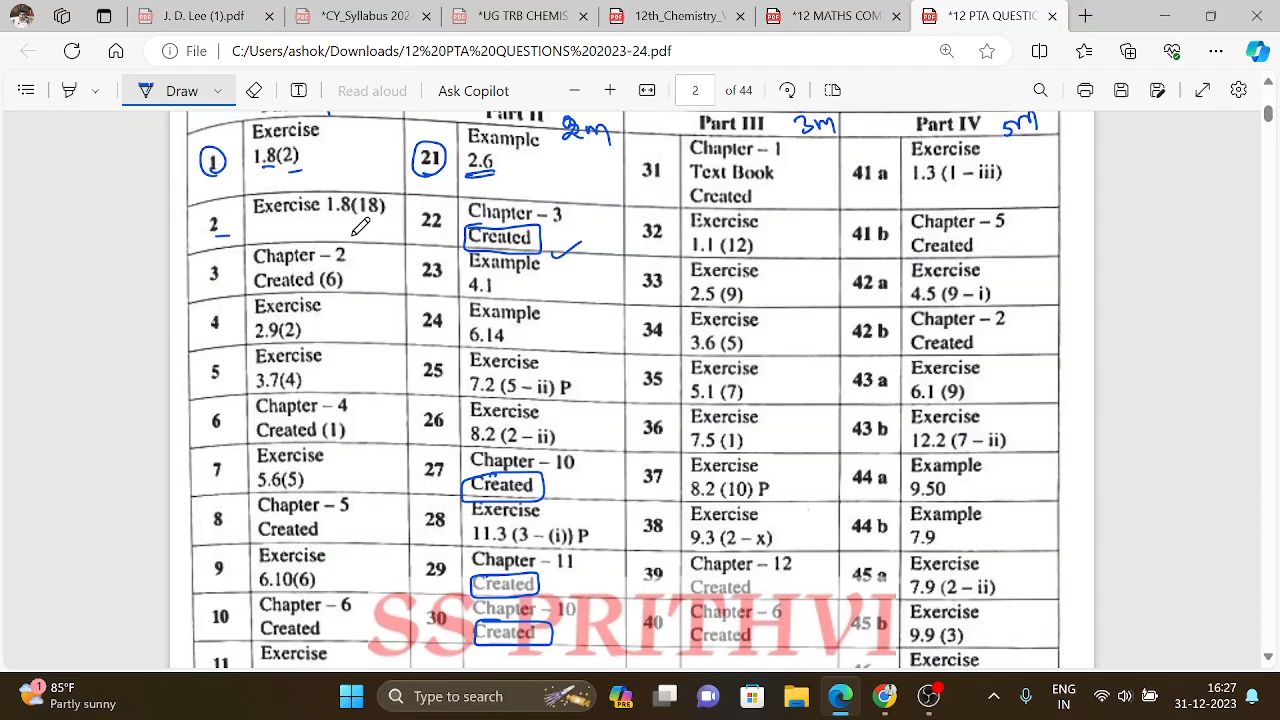 J. D. Lee (1).pdf
*CY_Syllabus 202
*UG TRB CHEMIS
12th_Chemistry_
12 MATH COM
*12 PTA QUESTIC
File
C:/Users/ashok/Downloads/12%20PTA%20QUESTIONS%202023-24.pdf
Draw
Read aloud
Ask Copilot
2
of 44
Part II 2m
Part III 3m
Part IV 5m
1
Exercise
1.8(2)
21
Example
2.6
31
Chapter – 1
Text Book
Created
41 a
Exercise
1.3 (1 – iii)
2
Exercise 1.8(18)
22
Chapter – 3
Created
32
Exercise
1.1 (12)
41 b
Chapter – 5
Created
3
Chapter – 2
Created (6)
23
Example
4.1
33
Exercise
2.5 (9)
42 a
Exercise
4.5 (9 – i)
4
Exercise
2.9(2)
24
Example
6.14
34
Exercise
3.6 (5)
42 b
Chapter – 2
Created
5
Exercise
3.7(4)
25
Exercise
7.2 (5 – ii) P
35
Exercise
5.1 (7)
43 a
Exercise
6.1 (9)
6
Chapter – 4
Created (1)
26
Exercise
8.2 (2 – ii)
36
Exercise
7.5 (1)
43 b
Exercise
12.2 (7 – ii)
7
Exercise
5.6(5)
27
Chapter – 10
Created
37
Exercise
8.2 (10) P
44 a
Example
9.50
8
Chapter – 5
Created
28
Exercise
11.3 (3 – (i)} P
38
Exercise
9.3 (2 – x)
44 b
Example
7.9
9
Exercise
6.10(6)
29
Chapter – 11
Created
39
Chapter – 12
Created
45 a
Exercise
7.9 (2 – ii)
10
Chapter – 6
Created
30
Chapter – 10
Created
40
Chapter – 6
Created
45 b
Exercise
9.9 (3)
11
Exercise
Exercise
SS PRITHVI
1
85°F
tly sunny
Type to search
PRE
ENG
IN
16:27
31-12-2023